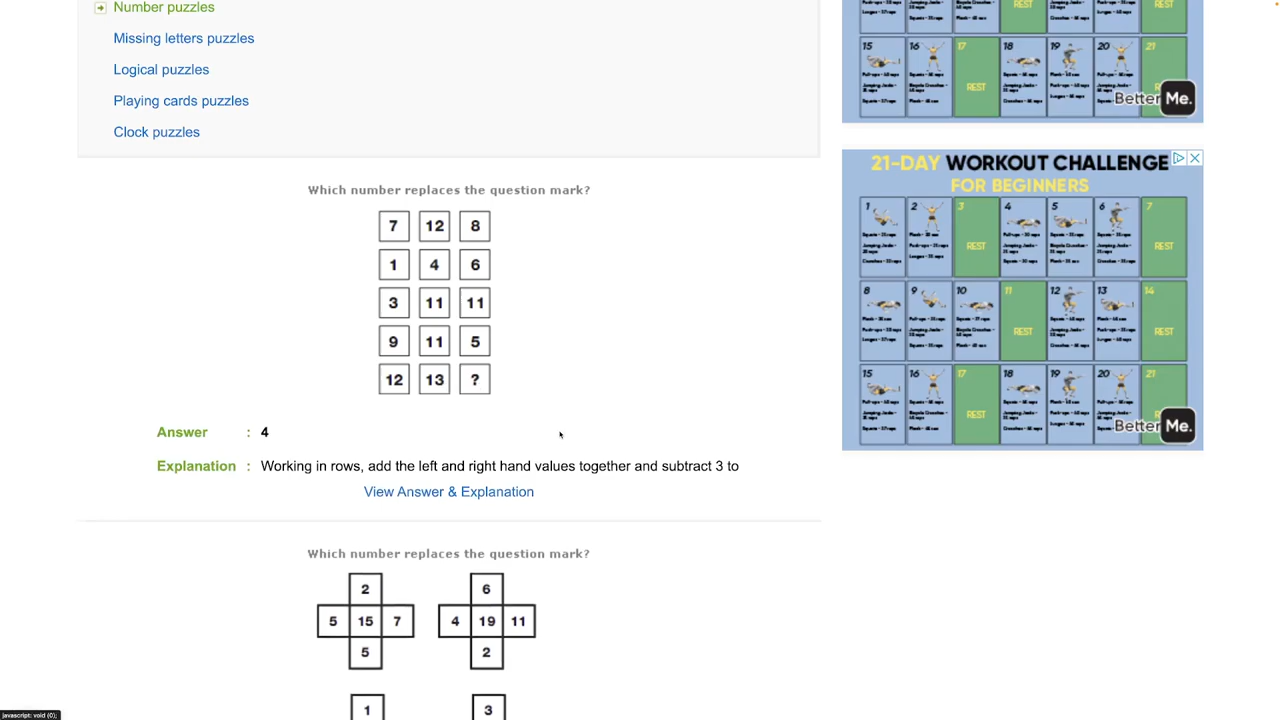 Number puzzles
Missing letters puzzles
Logical puzzles
Playing cards puzzles
Clock puzzles
Which number replaces the question mark?
7 12 8
1 4 6
3 11 11
9 11 5
12 13 ?
Answer : 4
Explanation : Working in rows, add the left and right hand values together and subtract 3 to
View Answer & Explanation
Which number replaces the question mark?
2 6
5 15 7 4 19 11
5 2
1 3
REST REST
15 16 17 18 19 20 21
REST
Better Me.
21-DAY WORKOUT CHALLENGE
FOR BEGINNERS
1 2 3 4 5 6 7
REST REST
8 9 10 11 12 13 14
REST REST
15 16 17 18 19 20 21
REST
Better Me.
javascript: void (0);